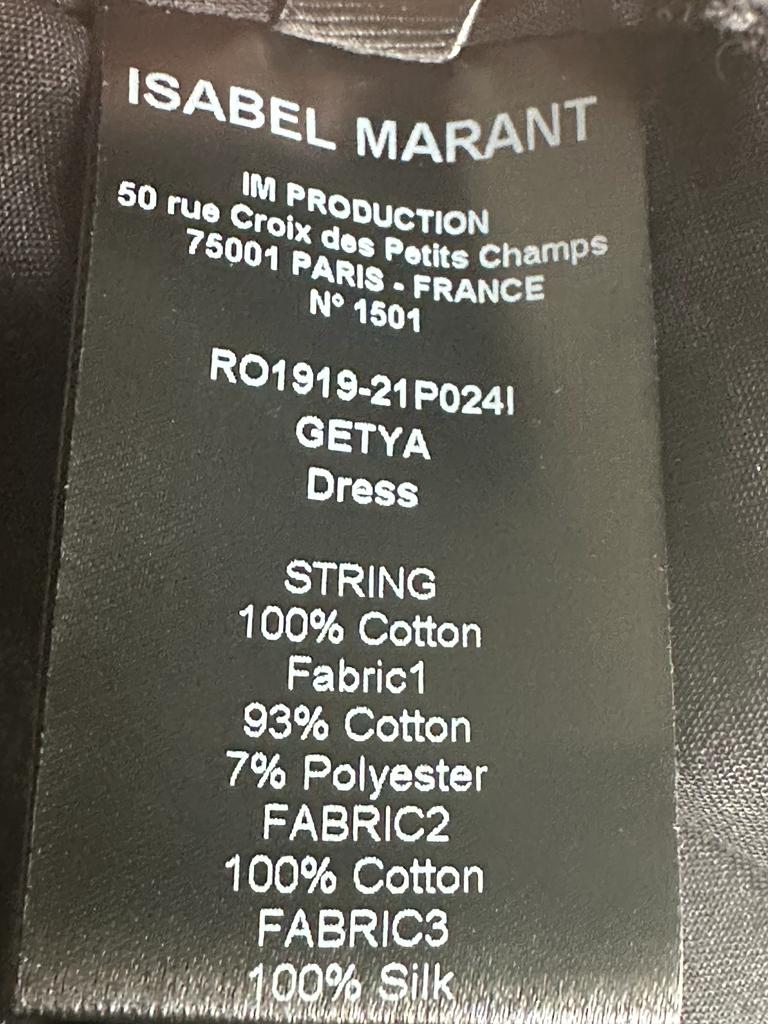 ISABEL MARANT
IM PRODUCTION
50 rue Croix des Petits Champs
75001 PARIS - FRANCE
N° 1501
RO1919-21P024I
GETYA
Dress
STRING
100% Cotton
Fabric1
93% Cotton
7% Polyester
FABRIC2
100% Cotton
FABRIC3
100% Silk